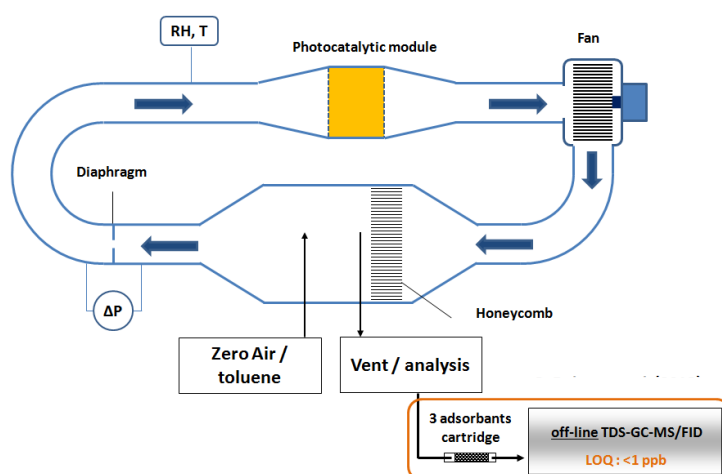 RH, T
Photocatalytic module
Fan
Diaphragm
ΔP
Honeycomb
Zero Air /
toluene
Vent / analysis
3 adsorbants
cartridge
off-line TDS-GC-MS/FID
LOQ : <1 ppb